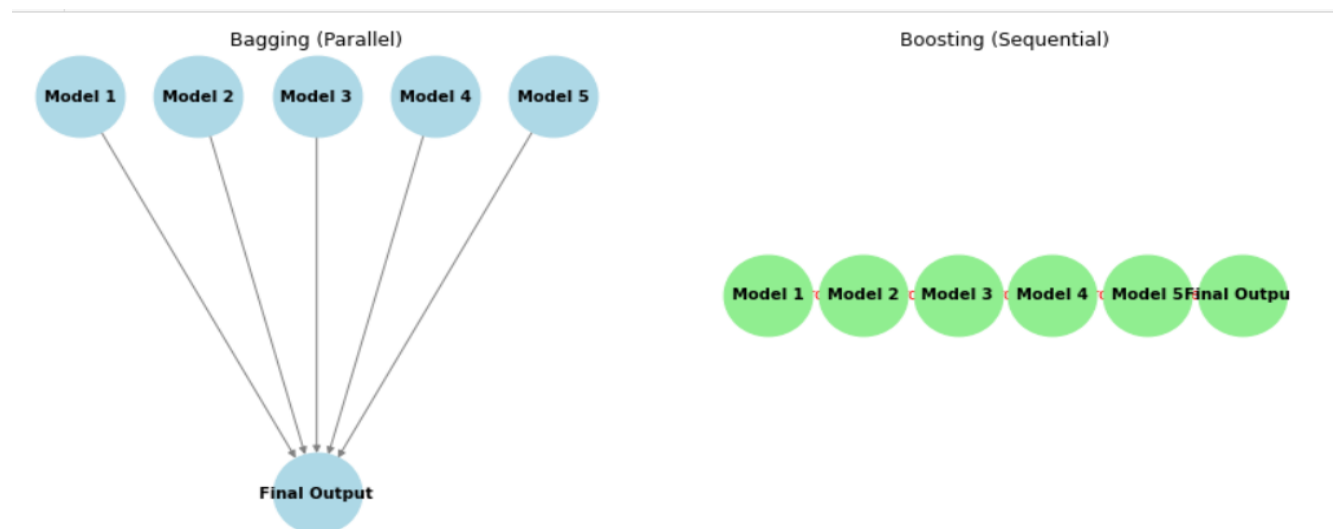 Bagging (Parallel)
Model 1 Model 2 Model 3 Model 4 Model 5
Final Output
Boosting (Sequential)
Model 1 Model 2 Model 3 Model 4 Model 5 Final Outpu